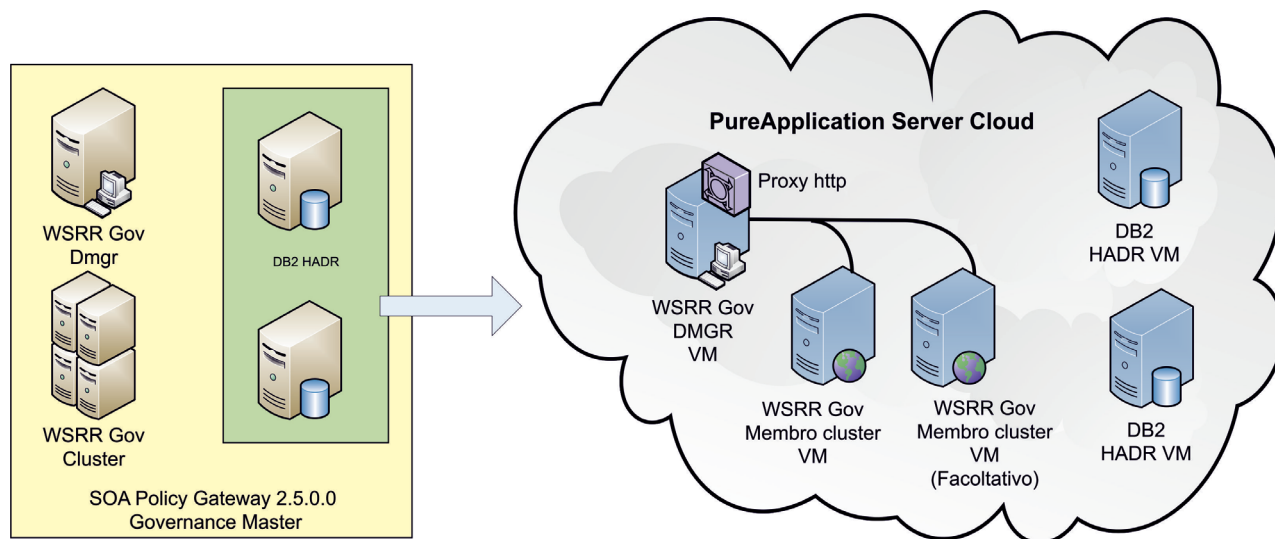 WSRR Gov
Dmgr
DB2 HADR
WSRR Gov
Cluster
SOA Policy Gateway 2.5.0.0
Governance Master
PureApplication Server Cloud
Proxy http
WSRR Gov
DMGR
VM
WSRR Gov
Membro cluster
VM
WSRR Gov
Membro cluster
VM
(Facoltativo)
DB2
HADR VM
DB2
HADR VM